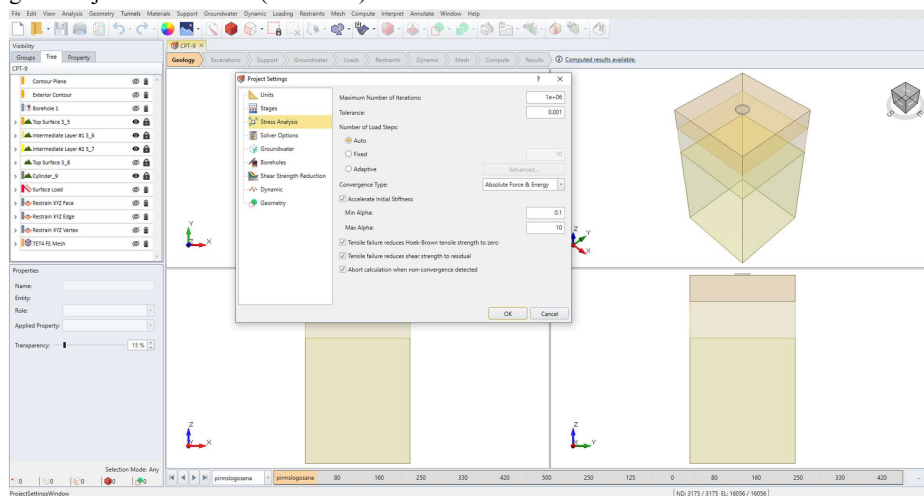 File Edit View Analysis Geometry Tunnels Materials Support Groundwater Dynamic Loading Restraints Mesh Compute Interpret Annotate Window Help
Visibility
Groups Tree Property
CPT-9
Contour Plane
Exterior Contour
Borehole 1
Top Surface 3_5
Intermediate Layer #1 3_6
Intermediate Layer #2 3_7
Top Surface 3_8
Cylinder_9
Surface Load
Restrain XYZ Face
Restrain XYZ Edge
Restrain XYZ Vertex
TET4 FE Mesh
Properties
Name:
Entity:
Role:
Applied Property:
Transparency: 15 %
Selection Mode: Any
:0 :0 :0 :0 :0
ProjectSettingsWindow
CPT-9 ×
Geology Excavations Support Groundwater Loads Restraints Dynamic Mesh Compute Results Computed results available.
Project Settings ? ×
Units
Stages
Stress Analysis
Solver Options
Groundwater
Boreholes
Shear Strength Reduction
Dynamic
Geometry
Maximum Number of Iterations: 1e+06
Tolerance: 0.001
Number of Load Steps:
Auto
Fixed 10
Adaptive Advanced...
Convergence Type: Absolute Force & Energy
Accelerate Initial Stiffness
Min Alpha: 0.1
Max Alpha: 10
Tensile failure reduces Hoek-Brown tensile strength to zero
Tensile failure reduces shear strength to residual
Abort calculation when non-convergence detected
OK Cancel
Y
X
Z
Y
X
S
E
Z
X
Z
Y
pirmslogosana pirmslogosana 80 160 250 330 420 500 250 125 0 80 160 250 330 420
ND: 3175 / 3175 EL: 16056 / 16056